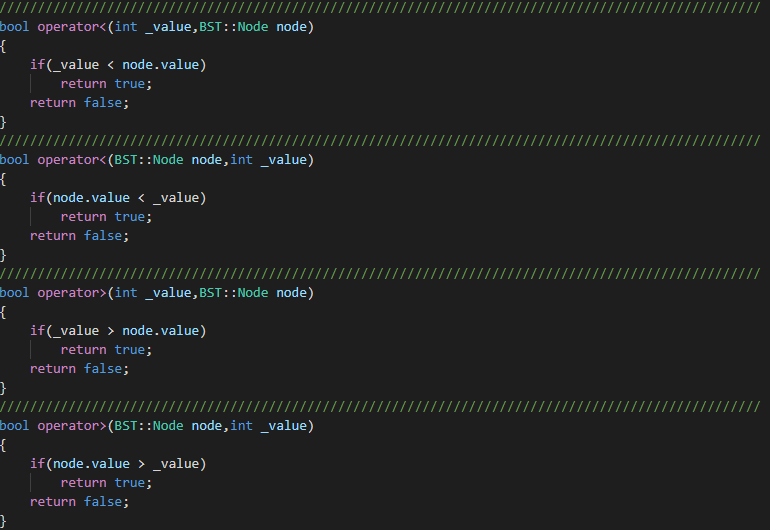 ////////////////////////////////////////////////////////////////////////////////////////////////////
bool operator<(int _value,BST::Node node)
{
    if(_value < node.value)
        return true;
    return false;
}
////////////////////////////////////////////////////////////////////////////////////////////////////
bool operator<(BST::Node node,int _value)
{
    if(node.value < _value)
        return true;
    return false;
}
////////////////////////////////////////////////////////////////////////////////////////////////////
bool operator>(int _value,BST::Node node)
{
    if(_value > node.value)
        return true;
    return false;
}
////////////////////////////////////////////////////////////////////////////////////////////////////
bool operator>(BST::Node node,int _value)
{
    if(node.value > _value)
        return true;
    return false;
}